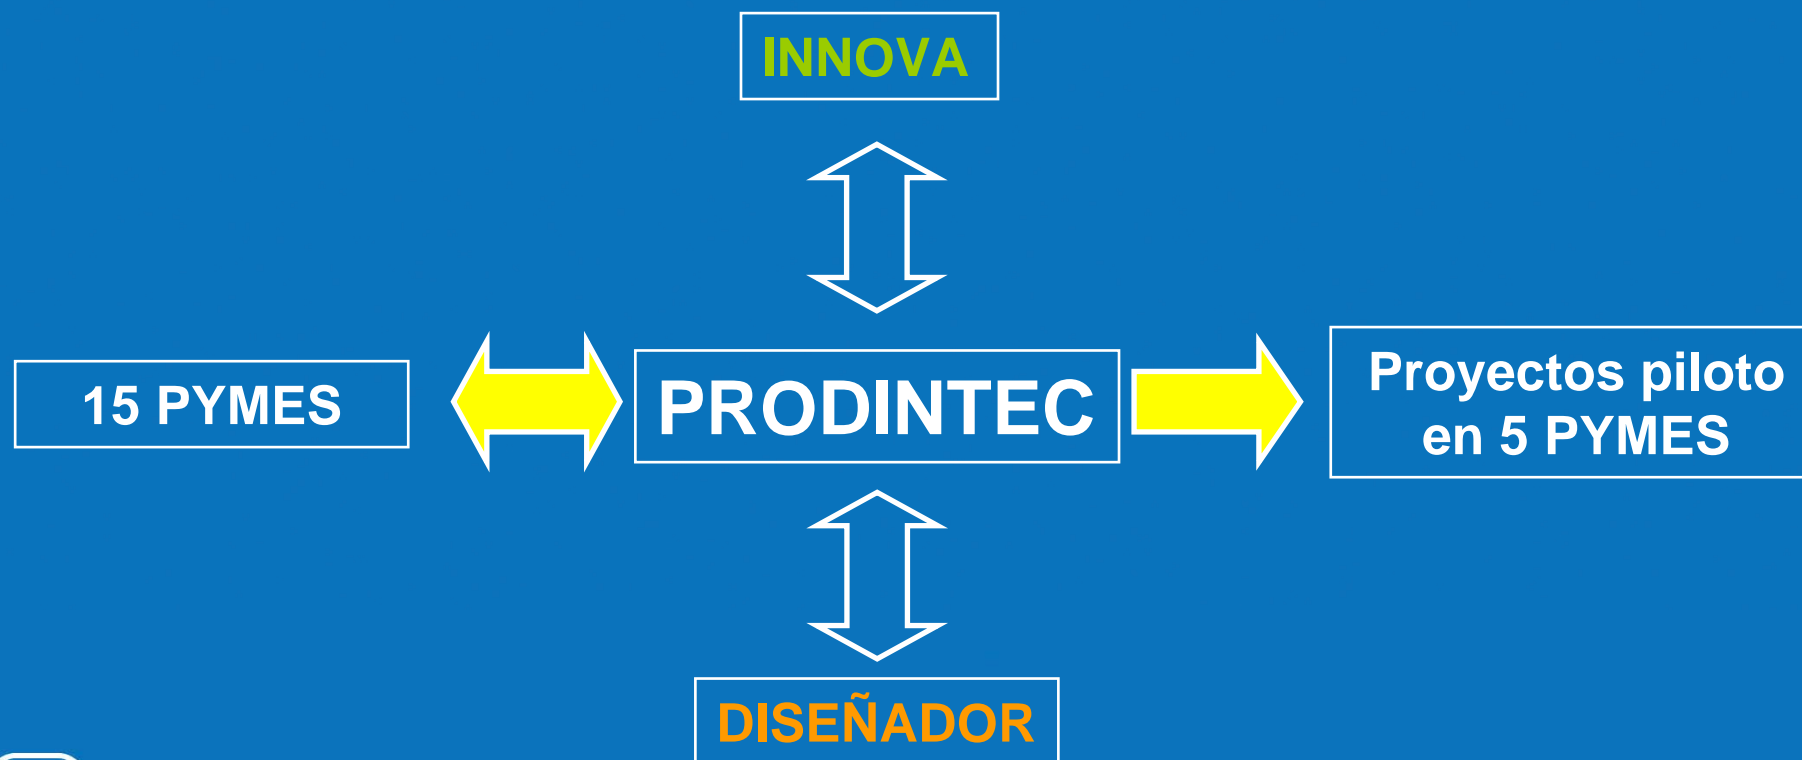 INNOVA
15 PYMES
PRODINTEC
Proyectos piloto
en 5 PYMES
DISEÑADOR